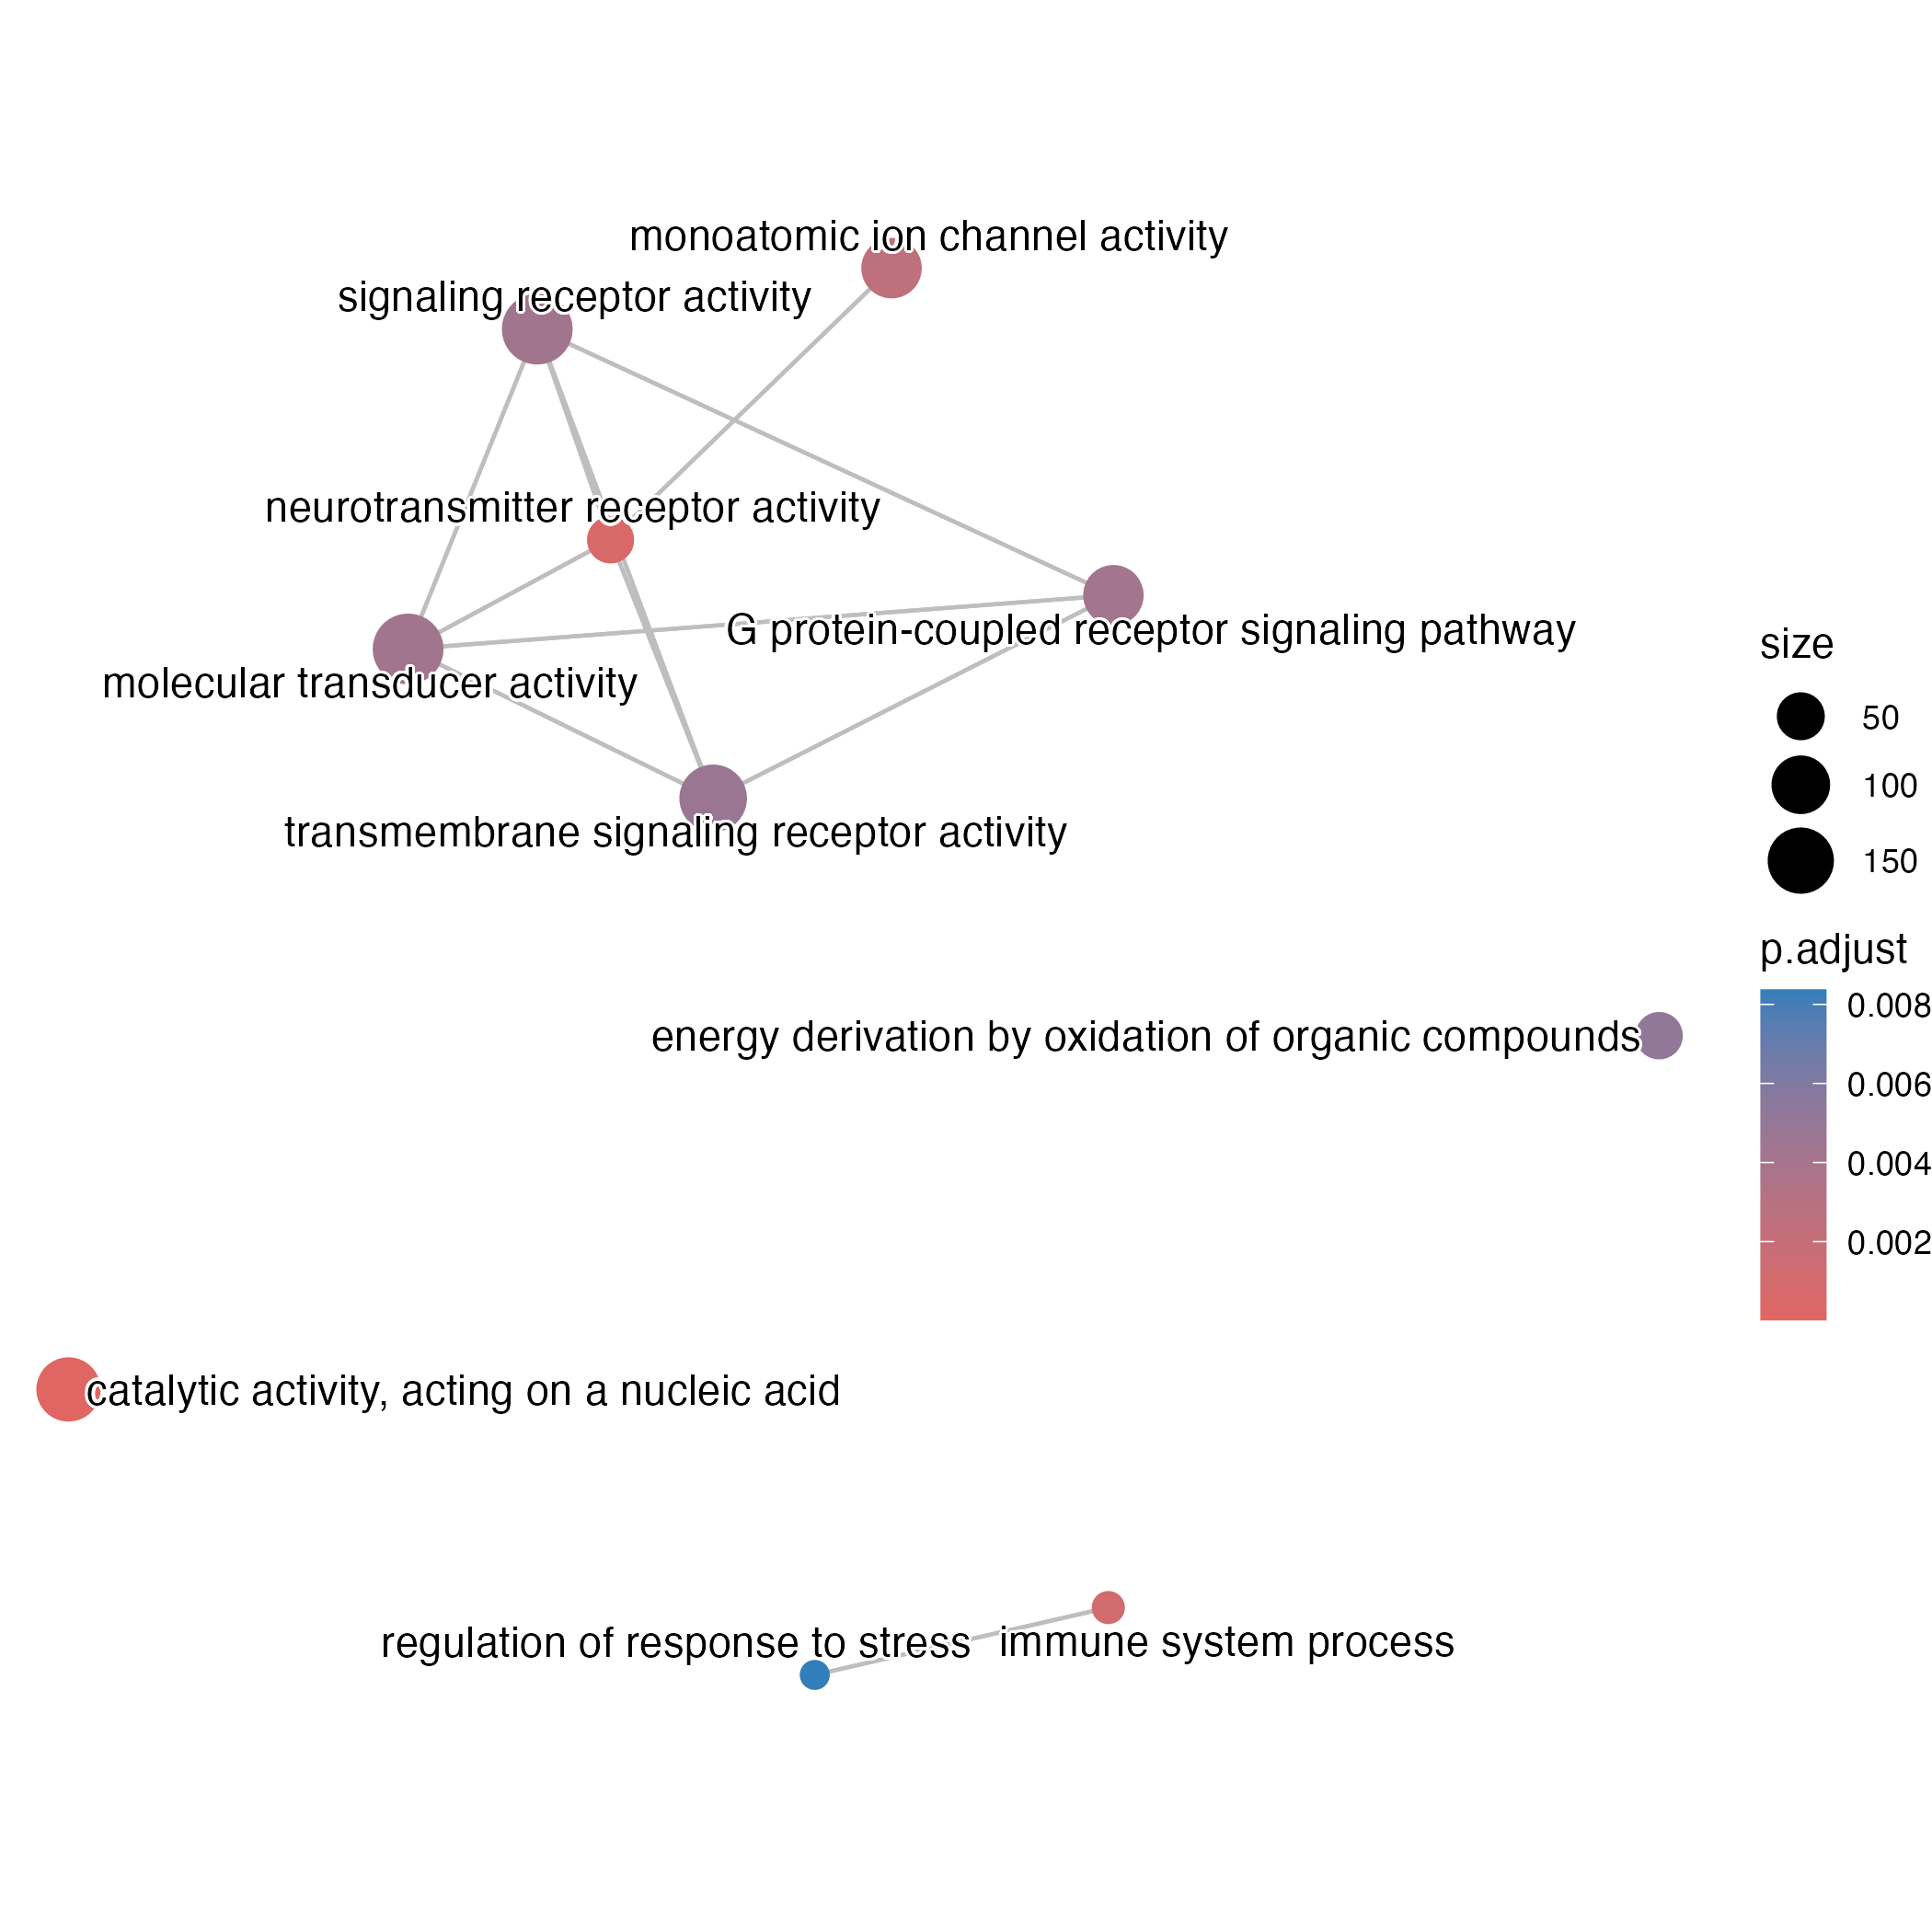 monoatomic ion channel activity
signaling receptor activity
neurotransmitter receptor activity
G protein-coupled receptor signaling pathway
molecular transducer activity
transmembrane signaling receptor activity
energy derivation by oxidation of organic compounds
catalytic activity, acting on a nucleic acid
regulation of response to stress
immune system process
size
50
100
150
p.adjust
0.008
0.006
0.004
0.002